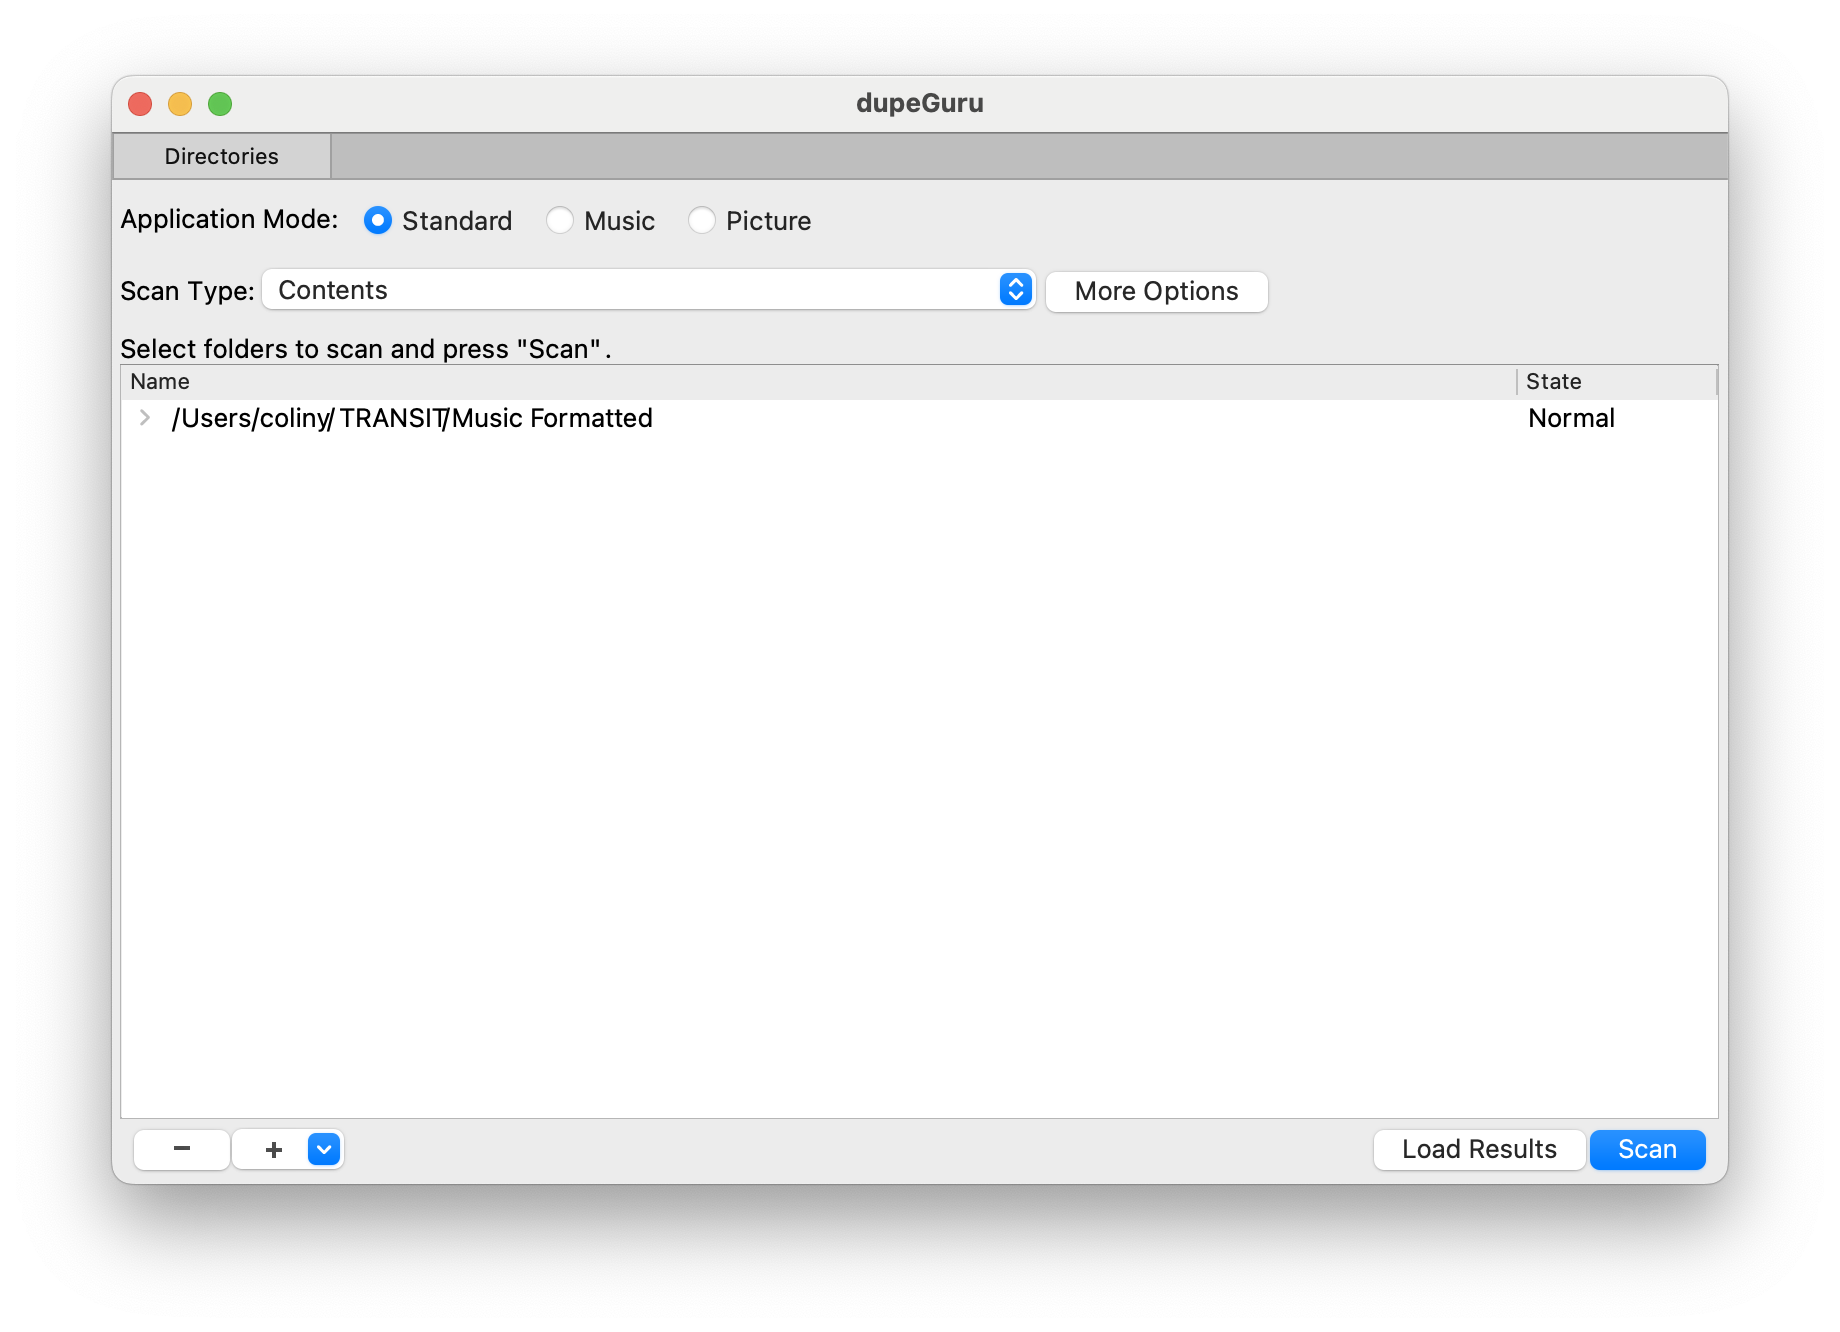 dupeGuru
Directories
Application Mode: Standard Music Picture
Scan Type: Contents More Options
Select folders to scan and press "Scan".
Name State
/Users/coliny/ TRANSIT/Music Formatted Normal
− + Load Results Scan